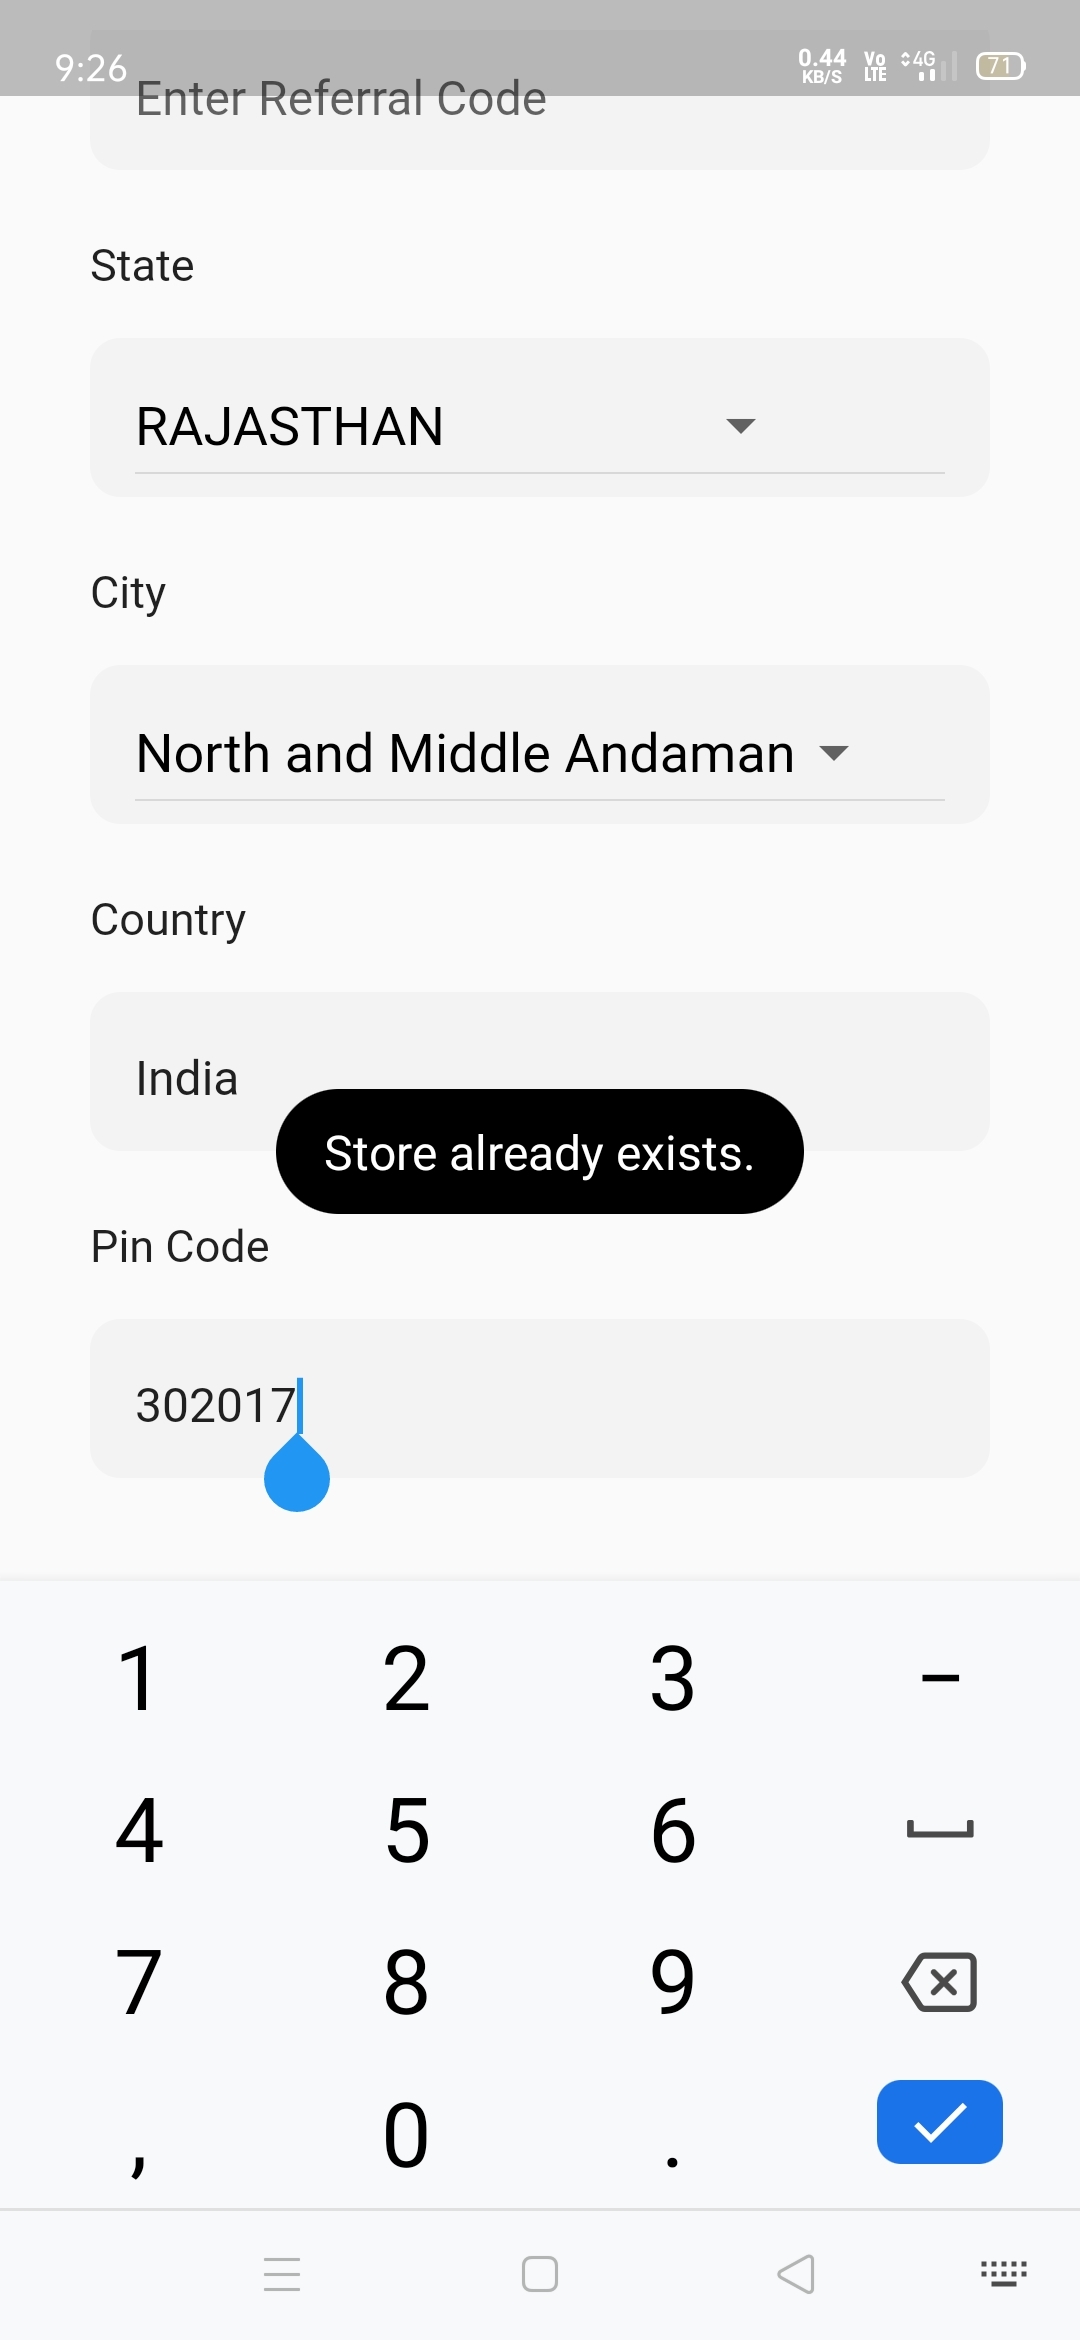 9:26
0.44
KB/S
Vo
LTE
4G
71
Enter Referral Code
State
RAJASTHAN
City
North and Middle Andaman
Country
India
Store already exists.
Pin Code
302017
1 2 3 –
4 5 6
7 8 9
, 0 .